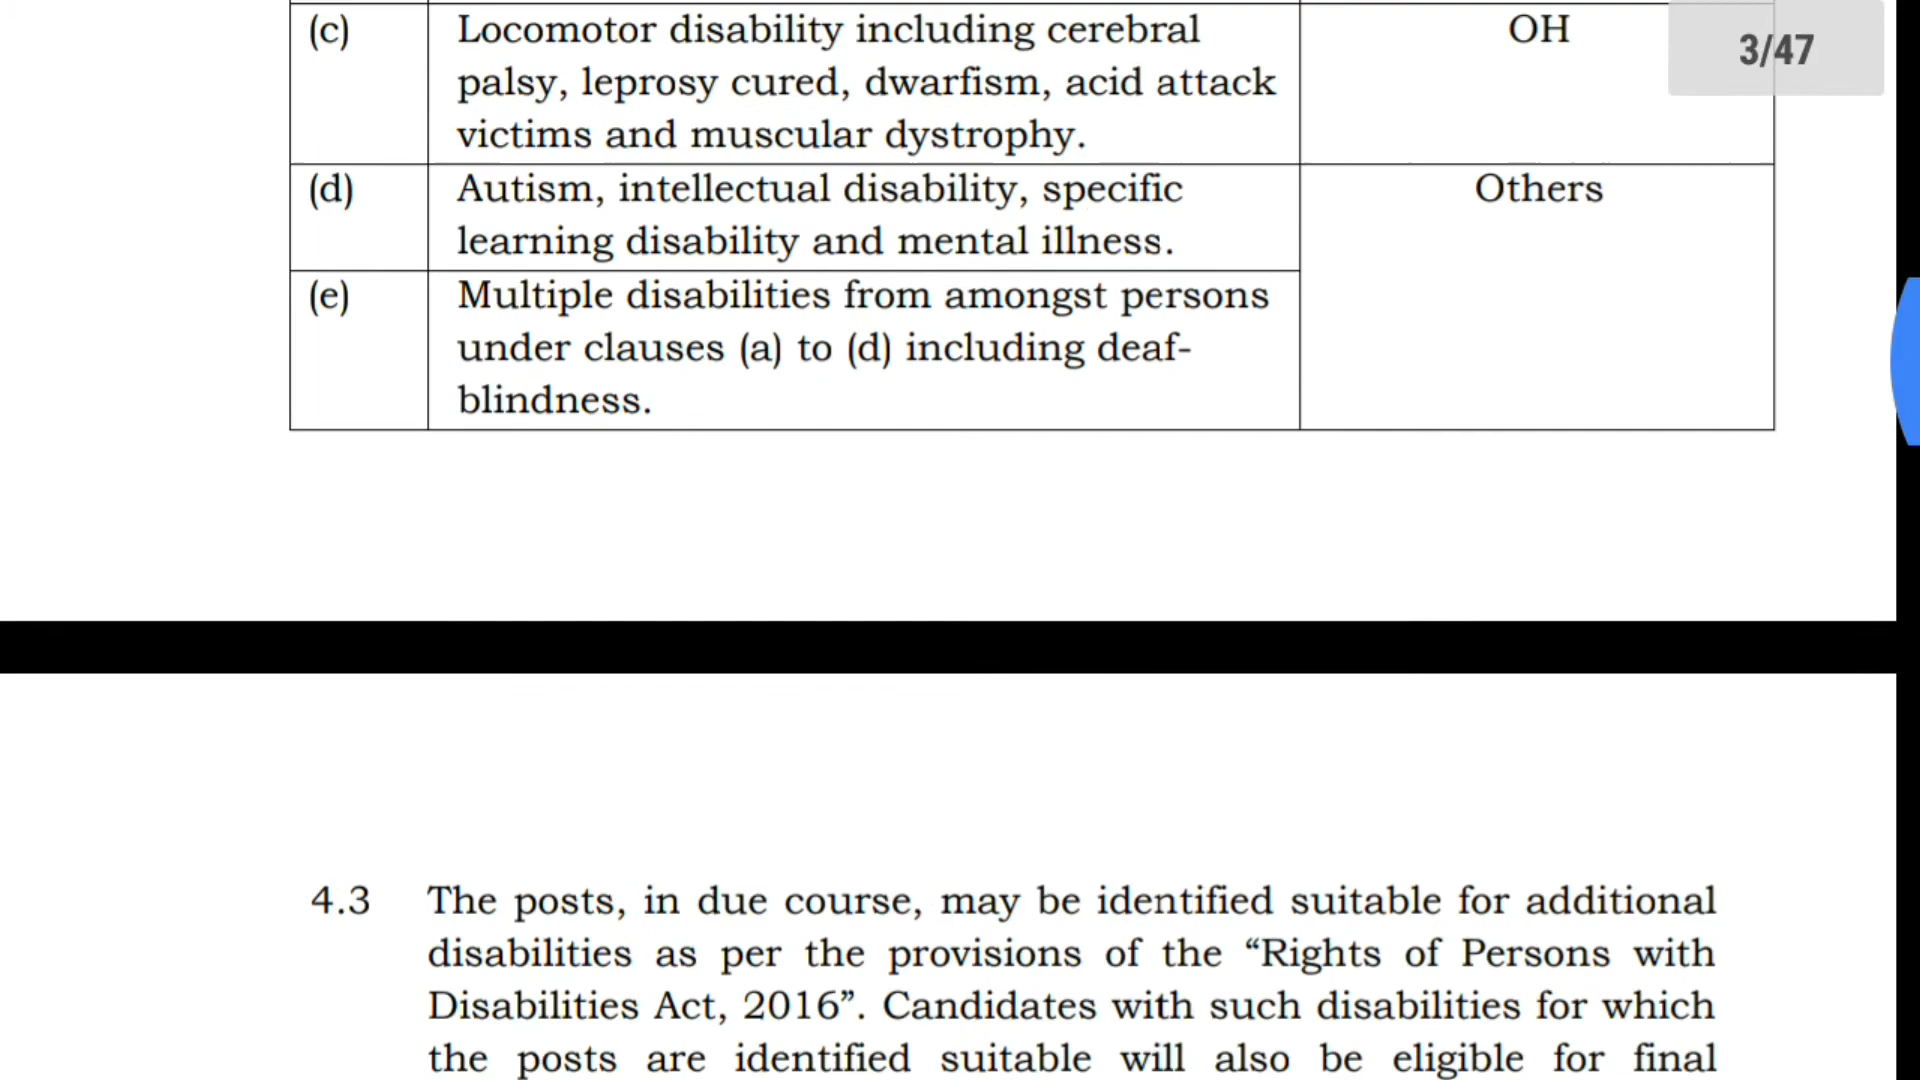 (c) Locomotor disability including cerebral OH
palsy, leprosy cured, dwarfism, acid attack
victims and muscular dystrophy.
3/47
(d) Autism, intellectual disability, specific Others
learning disability and mental illness.
(e) Multiple disabilities from amongst persons
under clauses (a) to (d) including deaf-
blindness.
4.3 The posts, in due course, may be identified suitable for additional
disabilities as per the provisions of the “Rights of Persons with
Disabilities Act, 2016”. Candidates with such disabilities for which
the posts are identified suitable will also be eligible for final